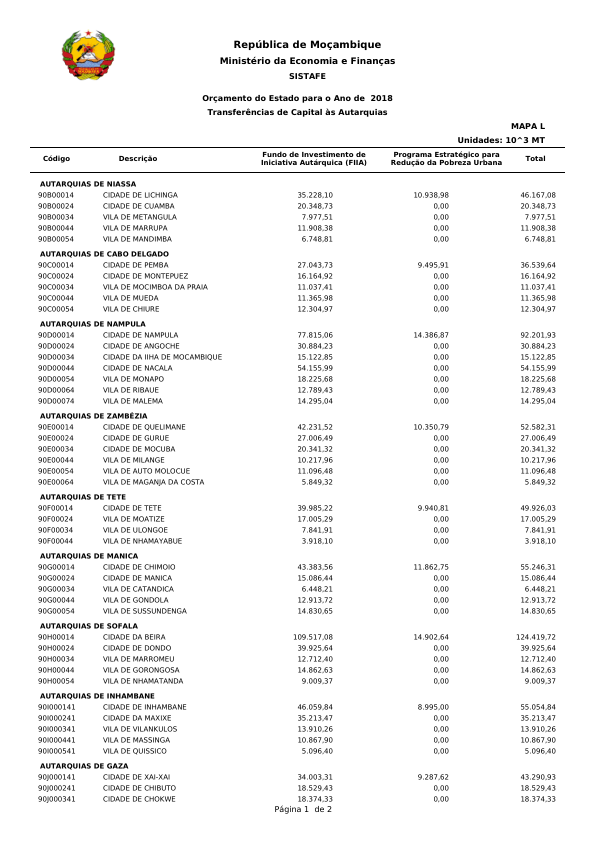 República de Moçambique
Ministério da Economia e Finanças
SISTAFE
Orçamento do Estado para o Ano de 2018
Transferências de Capital às Autarquias
MAPA L
Unidades: 10^3 MT
Código Descrição Fundo de Investimento de Iniciativa Autárquica (FIIA) Programa Estratégico para Redução da Pobreza Urbana Total
AUTARQUIAS DE NIASSA
90B00014 CIDADE DE LICHINGA 35.228,10 10.938,98 46.167,08
90B00024 CIDADE DE CUAMBA 20.348,73 0,00 20.348,73
90B00034 VILA DE METANGULA 7.977,51 0,00 7.977,51
90B00044 VILA DE MARRUPA 11.908,38 0,00 11.908,38
90B00054 VILA DE MANDIMBA 6.748,81 0,00 6.748,81
AUTARQUIAS DE CABO DELGADO
90C00014 CIDADE DE PEMBA 27.043,73 9.495,91 36.539,64
90C00024 CIDADE DE MONTEPUEZ 16.164,92 0,00 16.164,92
90C00034 VILA DE MOCIMBOA DA PRAIA 11.037,41 0,00 11.037,41
90C00044 VILA DE MUEDA 11.365,98 0,00 11.365,98
90C00054 VILA DE CHIURE 12.304,97 0,00 12.304,97
AUTARQUIAS DE NAMPULA
90D00014 CIDADE DE NAMPULA 77.815,06 14.386,87 92.201,93
90D00024 CIDADE DE ANGOCHE 30.884,23 0,00 30.884,23
90D00034 CIDADE DA IIHA DE MOCAMBIQUE 15.122,85 0,00 15.122,85
90D00044 CIDADE DE NACALA 54.155,99 0,00 54.155,99
90D00054 VILA DE MONAPO 18.225,68 0,00 18.225,68
90D00064 VILA DE RIBAUE 12.789,43 0,00 12.789,43
90D00074 VILA DE MALEMA 14.295,04 0,00 14.295,04
AUTARQUIAS DE ZAMBÉZIA
90E00014 CIDADE DE QUELIMANE 42.231,52 10.350,79 52.582,31
90E00024 CIDADE DE GURUE 27.006,49 0,00 27.006,49
90E00034 CIDADE DE MOCUBA 20.341,32 0,00 20.341,32
90E00044 VILA DE MILANGE 10.217,96 0,00 10.217,96
90E00054 VILA DE AUTO MOLOCUE 11.096,48 0,00 11.096,48
90E00064 VILA DE MAGANJA DA COSTA 5.849,32 0,00 5.849,32
AUTARQUIAS DE TETE
90F00014 CIDADE DE TETE 39.985,22 9.940,81 49.926,03
90F00024 VILA DE MOATIZE 17.005,29 0,00 17.005,29
90F00034 VILA DE ULONGOE 7.841,91 0,00 7.841,91
90F00044 VILA DE NHAMAYABUE 3.918,10 0,00 3.918,10
AUTARQUIAS DE MANICA
90G00014 CIDADE DE CHIMOIO 43.383,56 11.862,75 55.246,31
90G00024 CIDADE DE MANICA 15.086,44 0,00 15.086,44
90G00034 VILA DE CATANDICA 6.448,21 0,00 6.448,21
90G00044 VILA DE GONDOLA 12.913,72 0,00 12.913,72
90G00054 VILA DE SUSSUNDENGA 14.830,65 0,00 14.830,65
AUTARQUIAS DE SOFALA
90H00014 CIDADE DA BEIRA 109.517,08 14.902,64 124.419,72
90H00024 CIDADE DE DONDO 39.925,64 0,00 39.925,64
90H00034 VILA DE MARROMEU 12.712,40 0,00 12.712,40
90H00044 VILA DE GORONGOSA 14.862,63 0,00 14.862,63
90H00054 VILA DE NHAMATANDA 9.009,37 0,00 9.009,37
AUTARQUIAS DE INHAMBANE
90I000141 CIDADE DE INHAMBANE 46.059,84 8.995,00 55.054,84
90I000241 CIDADE DA MAXIXE 35.213,47 0,00 35.213,47
90I000341 VILA DE VILANKULOS 13.910,26 0,00 13.910,26
90I000441 VILA DE MASSINGA 10.867,90 0,00 10.867,90
90I000541 VILA DE QUISSICO 5.096,40 0,00 5.096,40
AUTARQUIAS DE GAZA
90J000141 CIDADE DE XAI-XAI 34.003,31 9.287,62 43.290,93
90J000241 CIDADE DE CHIBUTO 18.529,43 0,00 18.529,43
90J000341 CIDADE DE CHOKWE 18.374,33 0,00 18.374,33
Página 1 de 2